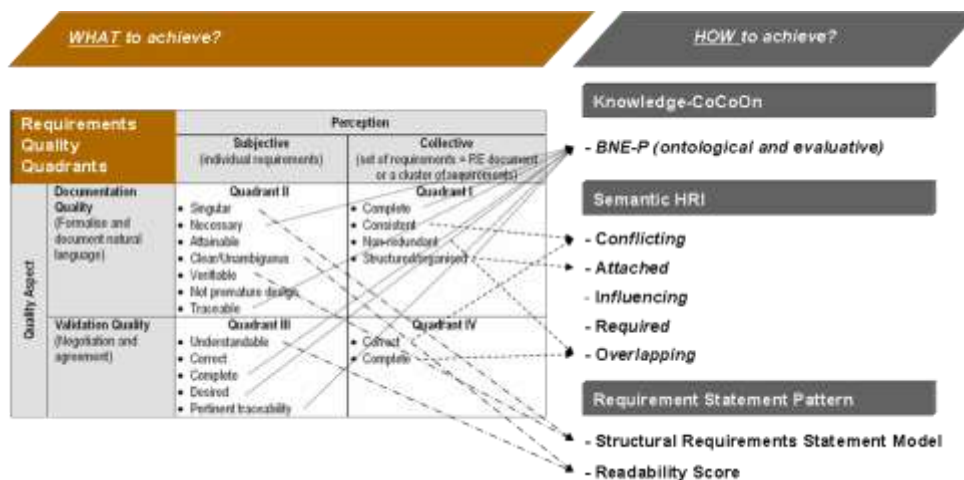 WHAT to achieve?
HOW to achieve?
Requirements
Quality
Quadrants
Perception
Subjective
(individual requirements)
Collective
(set of requirements = RE document
or a cluster of requirements)
Quality Aspect
Documentation
Quality
(Formalise and
document natural
language)
Quadrant II
• Singular
• Necessary
• Attainable
• Clear/Unambiguous
• Verifiable
• Not premature design
• Traceable
Quadrant I
• Complete
• Consistent
• Non-redundant
• Structured/organised
Validation Quality
(Negotiation and
agreement)
Quadrant III
• Understandable
• Correct
• Complete
• Desired
• Pertinent traceability
Quadrant IV
• Correct
• Complete
Knowledge-CoCoOn
- BNE-P (ontological and evaluative)
Semantic HRI
- Conflicting
- Attached
- Influencing
- Required
- Overlapping
Requirement Statement Pattern
- Structural Requirements Statement Model
- Readability Score